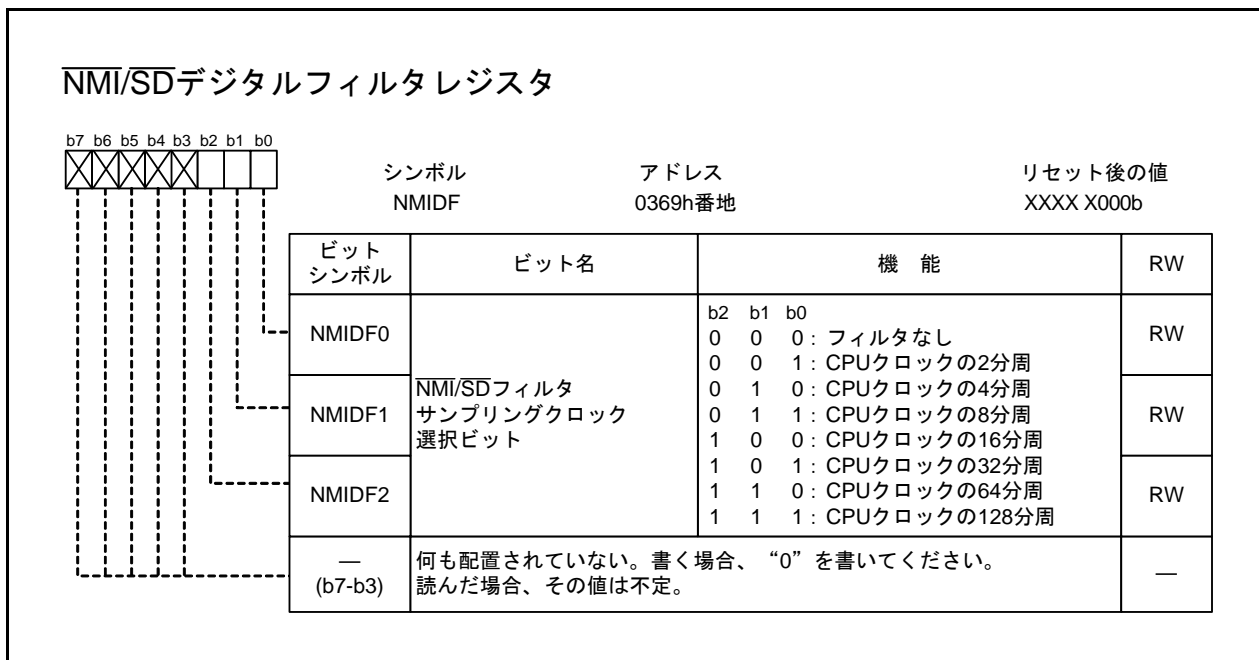 NMI/SDデジタルフィルタレジスタ
b7 b6 b5 b4 b3 b2 b1 b0
シンボル アドレス リセット後の値
NMIDF 0369h番地 XXXX X000b
ビット
シンボル
ビット名
機 能
RW
NMIDF0
NMIDF1
NMIDF2
NMI/SDフィルタ
サンプリングクロック
選択ビット
b2 b1 b0
0 0 0：フィルタなし
0 0 1：CPUクロックの2分周
0 1 0：CPUクロックの4分周
0 1 1：CPUクロックの8分周
1 0 0：CPUクロックの16分周
1 0 1：CPUクロックの32分周
1 1 0：CPUクロックの64分周
1 1 1：CPUクロックの128分周
RW
RW
RW
—
(b7-b3)
何も配置されていない。書く場合、“0”を書いてください。
読んだ場合、その値は不定。
—